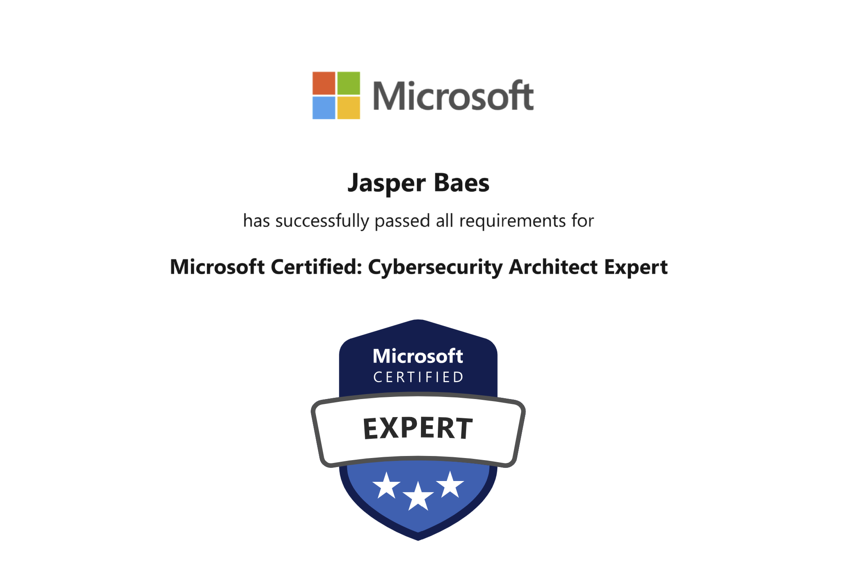 Microsoft
Jasper Baes
has successfully passed all requirements for
Microsoft Certified: Cybersecurity Architect Expert
Microsoft
CERTIFIED
EXPERT